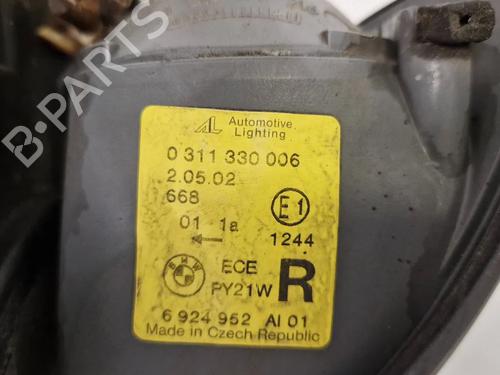 Automotive
Lighting
0 311 330 006
2.05.02
668
E1
01 1a
1244
BMW
ECE
PY21W
R
6 924 952 AI 01
Made in Czech Republic
B-PARTS